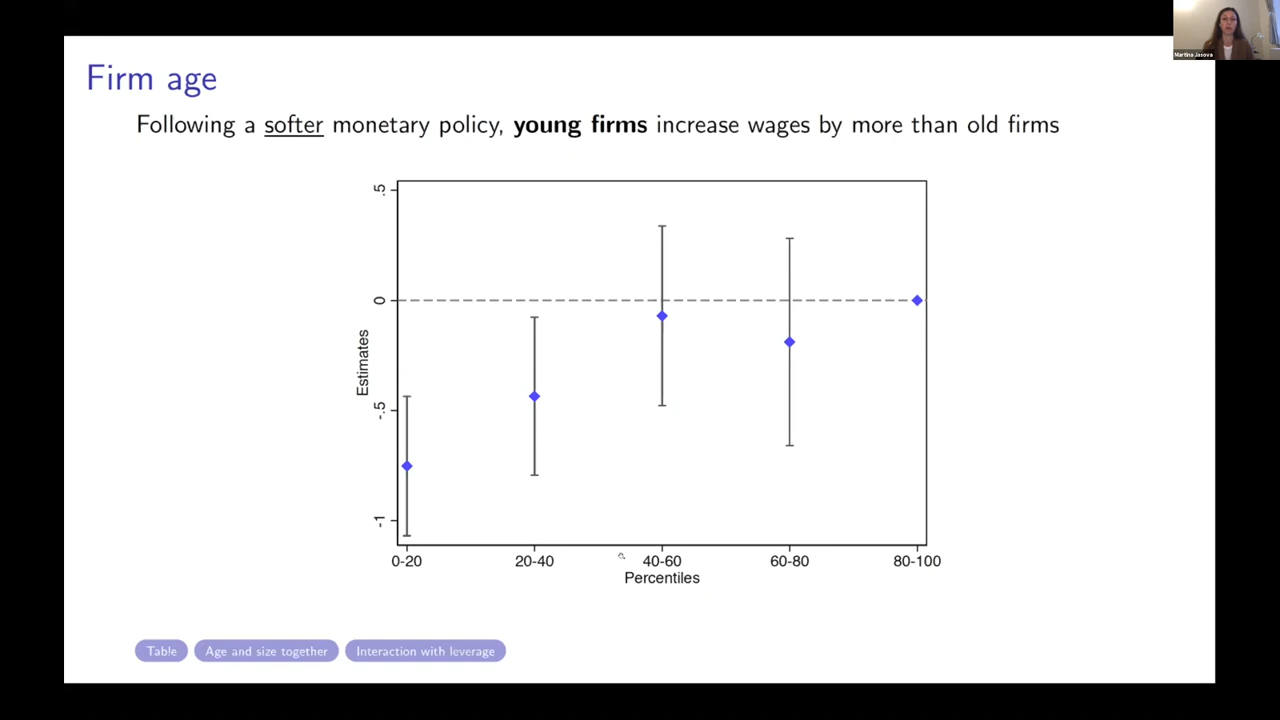 Martina Jasova
Firm age
Following a softer monetary policy, young firms increase wages by more than old firms
.5
0
-.5
-1
Estimates
0-20 20-40 40-60 60-80 80-100
Percentiles
Table Age and size together Interaction with leverage